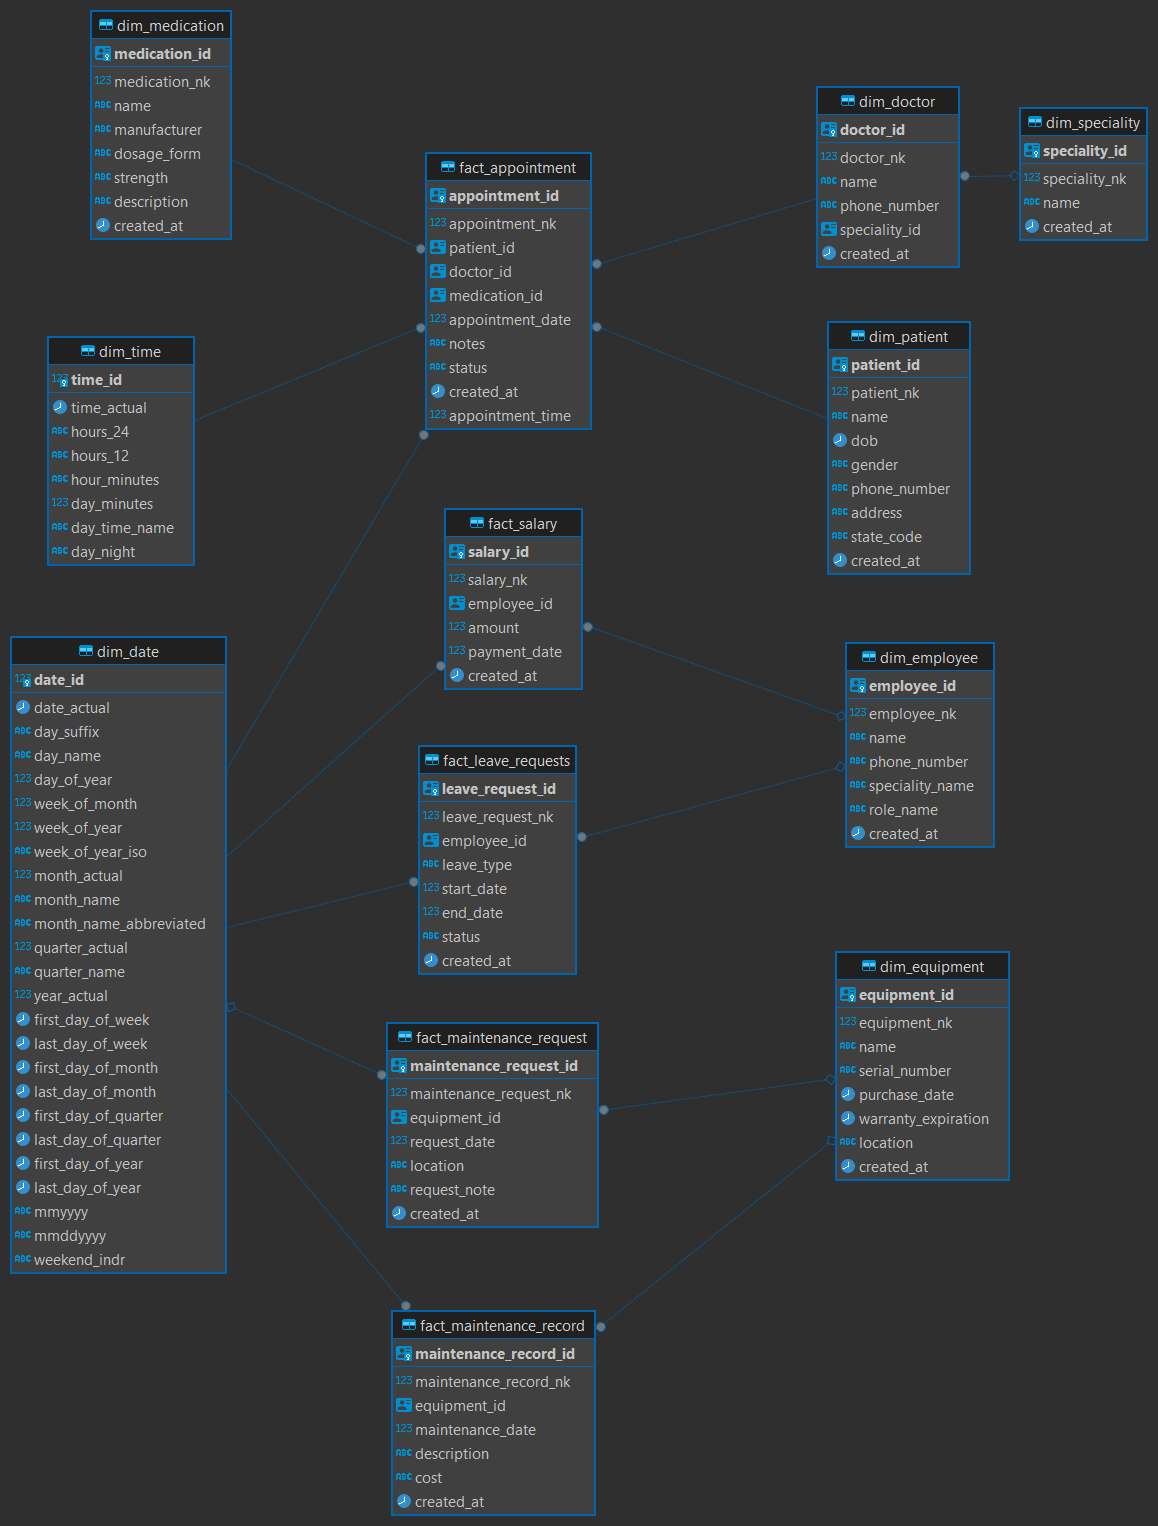 dim_medication
medication_id
123 medication_nk
ABC name
ABC manufacturer
ABC dosage_form
ABC strength
ABC description
created_at
dim_doctor
doctor_id
123 doctor_nk
ABC name
ABC phone_number
speciality_id
created_at
dim_speciality
speciality_id
123 speciality_nk
ABC name
created_at
fact_appointment
appointment_id
123 appointment_nk
patient_id
doctor_id
medication_id
123 appointment_date
ABC notes
ABC status
created_at
123 appointment_time
dim_time
123 time_id
time_actual
ABC hours_24
ABC hours_12
ABC hour_minutes
123 day_minutes
ABC day_time_name
ABC day_night
dim_patient
patient_id
123 patient_nk
ABC name
dob
ABC gender
ABC phone_number
ABC address
ABC state_code
created_at
fact_salary
salary_id
123 salary_nk
employee_id
123 amount
123 payment_date
created_at
dim_date
123 date_id
date_actual
ABC day_suffix
ABC day_name
123 day_of_year
123 week_of_month
123 week_of_year
ABC week_of_year_iso
123 month_actual
ABC month_name
ABC month_name_abbreviated
123 quarter_actual
ABC quarter_name
123 year_actual
first_day_of_week
last_day_of_week
first_day_of_month
last_day_of_month
first_day_of_quarter
last_day_of_quarter
first_day_of_year
last_day_of_year
ABC mmyyyy
ABC mmddyyyy
ABC weekend_indr
dim_employee
employee_id
123 employee_nk
ABC name
ABC phone_number
ABC speciality_name
ABC role_name
created_at
fact_leave_requests
leave_request_id
123 leave_request_nk
employee_id
ABC leave_type
123 start_date
123 end_date
ABC status
created_at
dim_equipment
equipment_id
123 equipment_nk
ABC name
ABC serial_number
purchase_date
warranty_expiration
ABC location
created_at
fact_maintenance_request
maintenance_request_id
123 maintenance_request_nk
equipment_id
123 request_date
ABC location
ABC request_note
created_at
fact_maintenance_record
maintenance_record_id
123 maintenance_record_nk
equipment_id
123 maintenance_date
ABC description
ABC cost
created_at